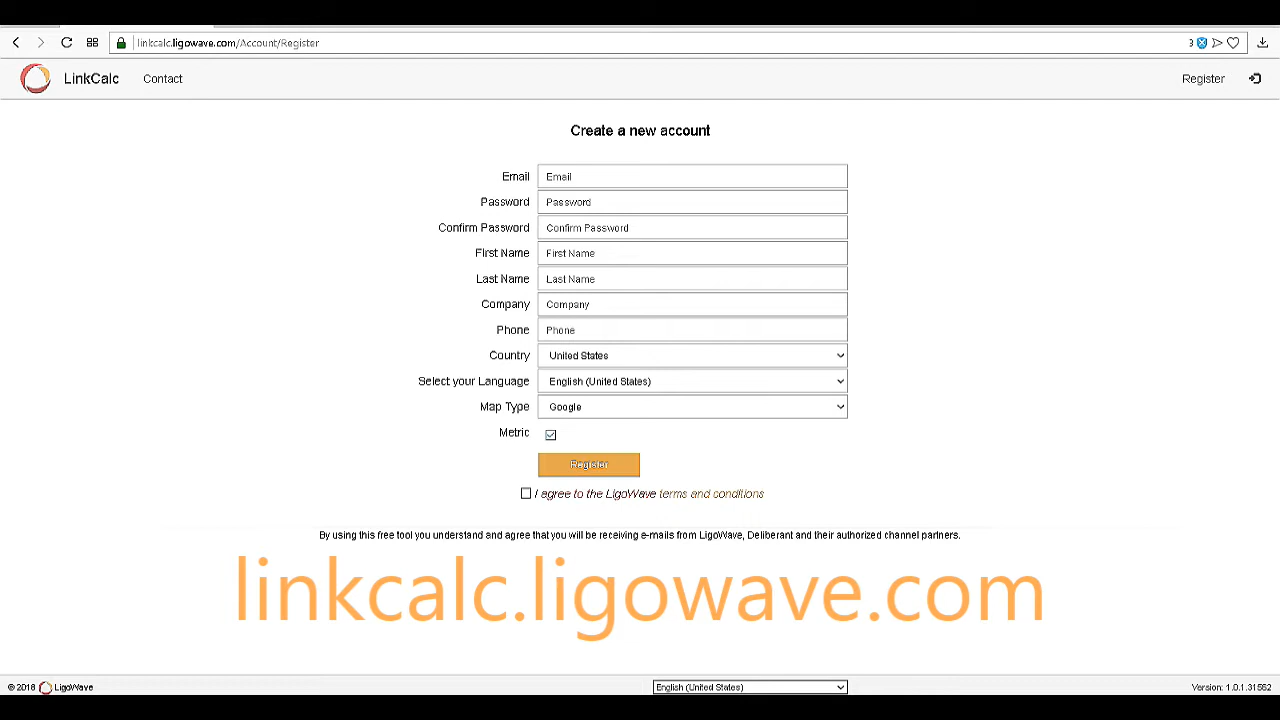 linkcalc.ligowave.com/Account/Register
3
LinkCalc Contact Register
Create a new account
Email Email
Password Password
Confirm Password Confirm Password
First Name First Name
Last Name Last Name
Company Company
Phone Phone
Country United States
Select your Language English (United States)
Map Type Google
Metric
Register
I agree to the LigoWave terms and conditions
By using this free tool you understand and agree that you will be receiving e-mails from LigoWave, Deliberant and their authorized channel partners.
linkcalc.ligowave.com
© 2018 LigoWave English (United States) Version: 1.0.1.31562